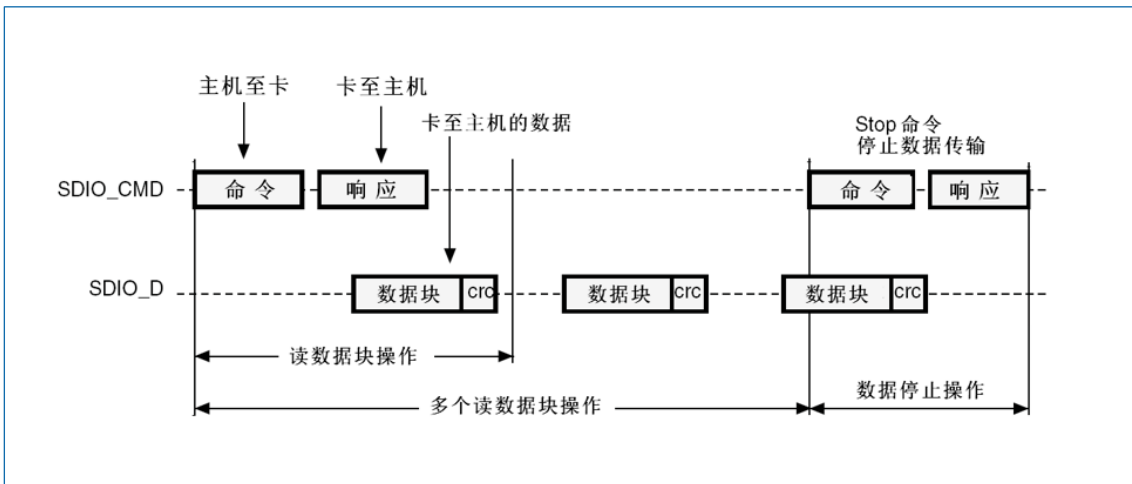 主机至卡
卡至主机
卡至主机的数据
Stop 命令
停止数据传输
SDIO_CMD
命令
响应
命令
响应
SDIO_D
数据块
crc
数据块
crc
数据块
crc
读数据块操作
多个读数据块操作
数据停止操作